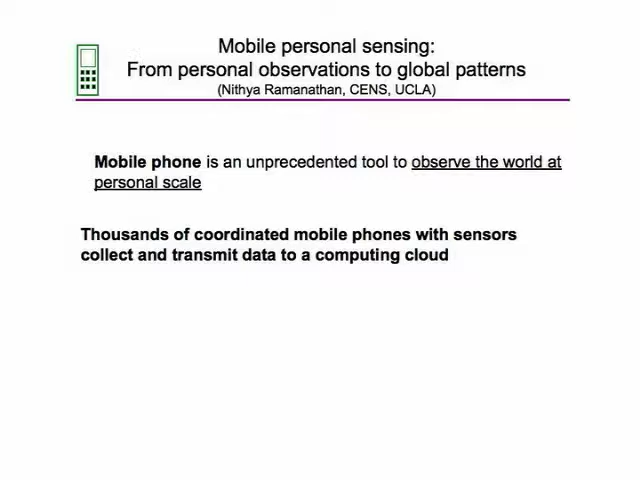 Mobile personal sensing:
From personal observations to global patterns
(Nithya Ramanathan, CENS, UCLA)
Mobile phone is an unprecedented tool to observe the world at
personal scale
Thousands of coordinated mobile phones with sensors
collect and transmit data to a computing cloud